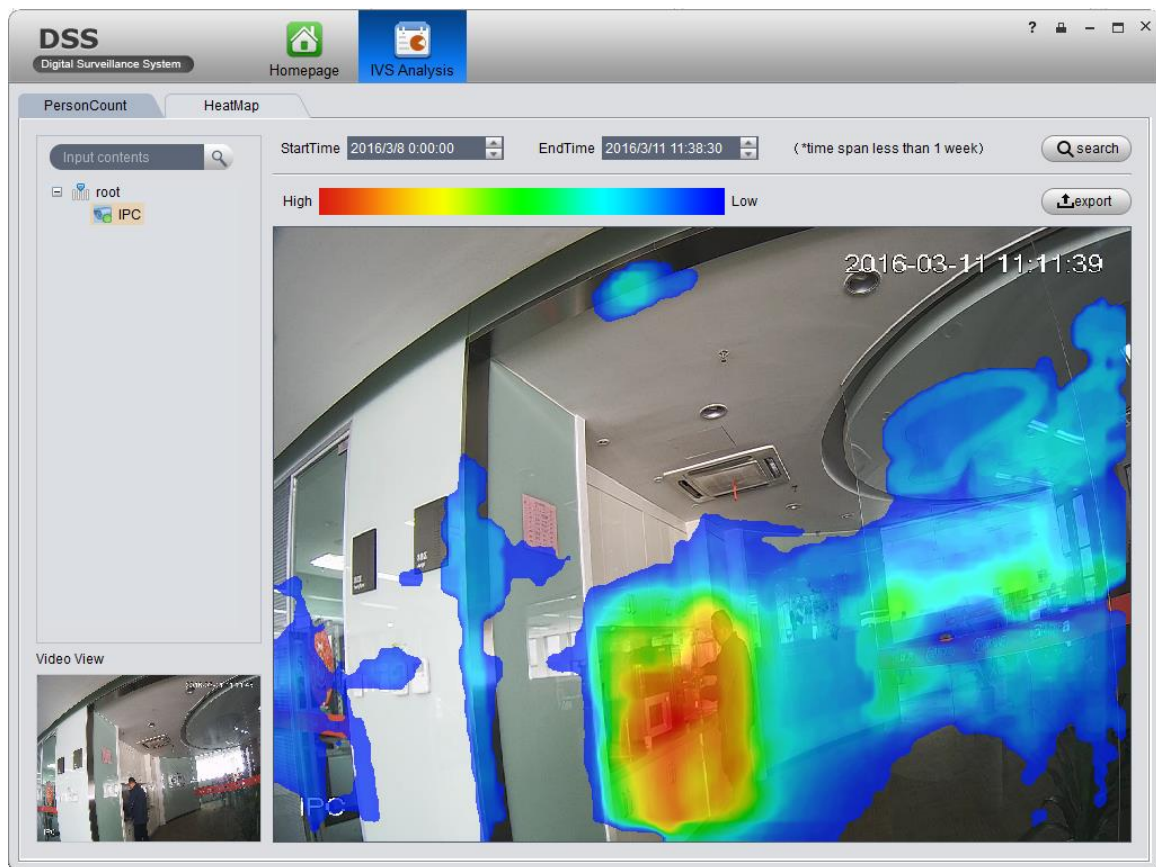 DSS
Digital Surveillance System
Homepage
IVS Analysis
?
PersonCount
HeatMap
Input contents
root
IPC
StartTime 2016/3/8 0:00:00
EndTime 2016/3/11 11:38:30
(*time span less than 1 week)
search
High
Low
export
2016-03-11 11:11:39
IPC
Video View
IPC